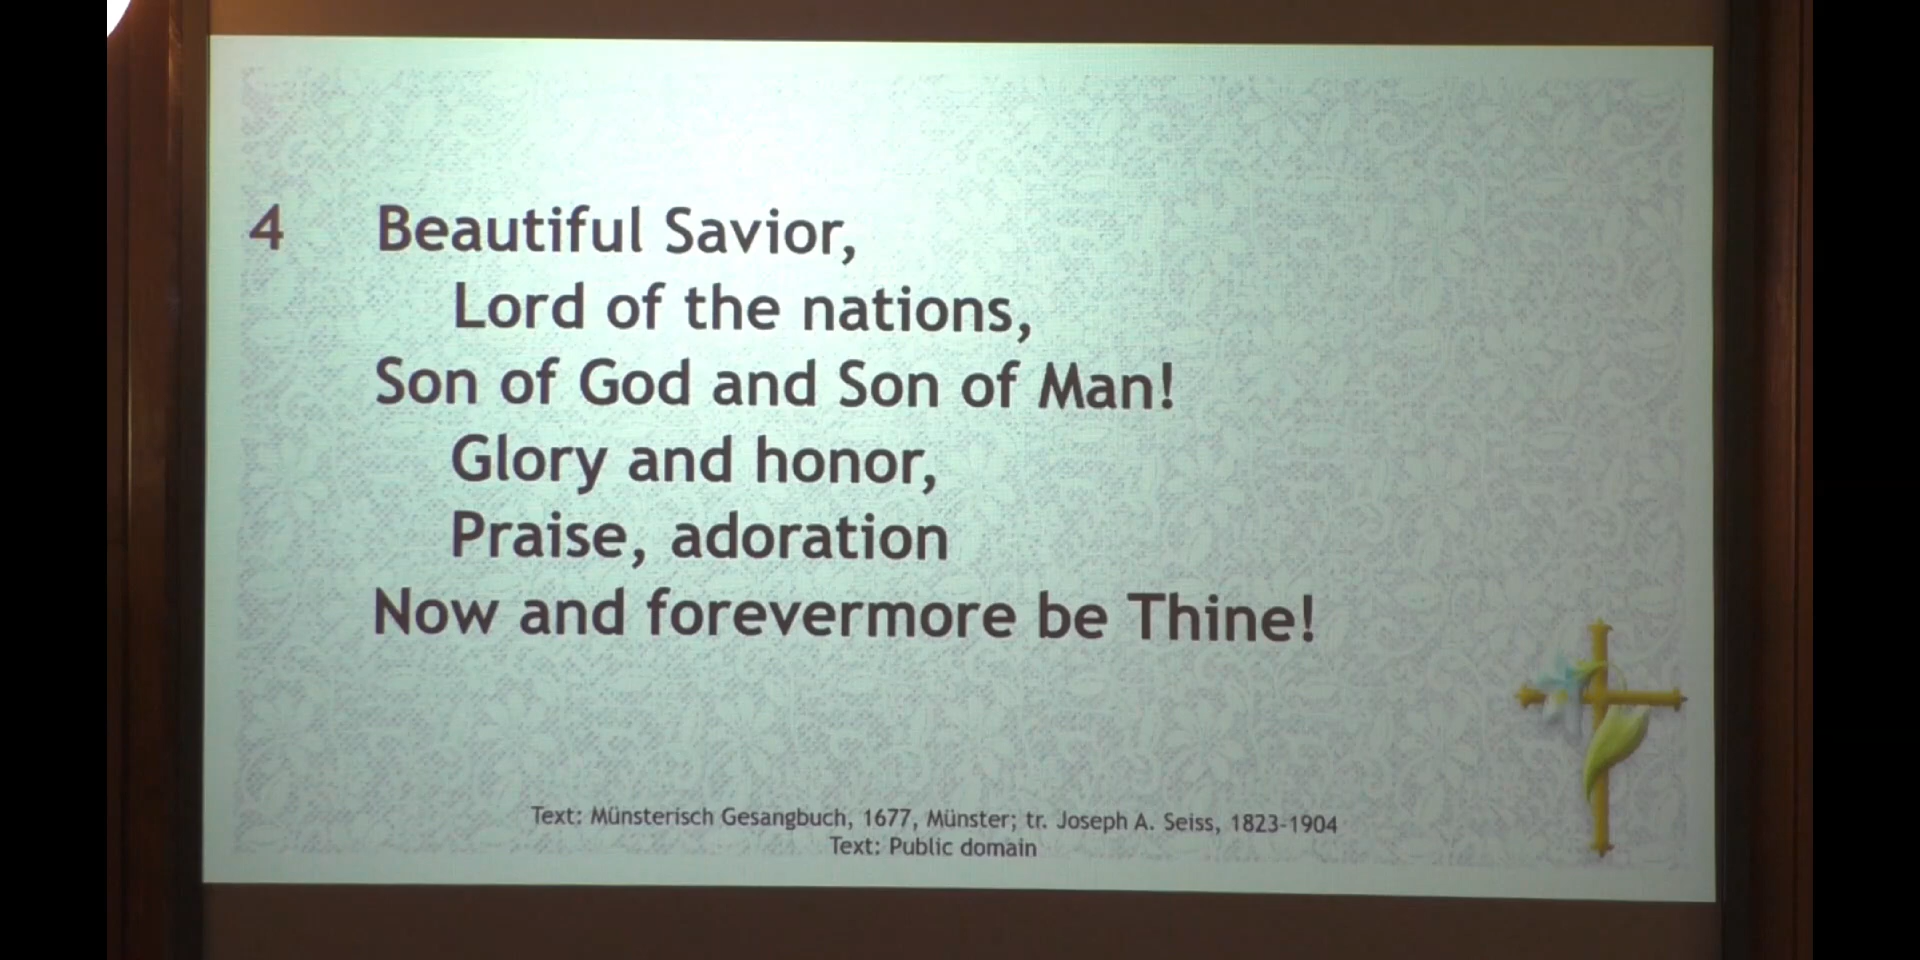 4 Beautiful Savior,
Lord of the nations,
Son of God and Son of Man!
Glory and honor,
Praise, adoration
Now and forevermore be Thine!
Text: Münsterisch Gesangbuch, 1677, Münster; tr. Joseph A. Seiss, 1823-1904
Text: Public domain